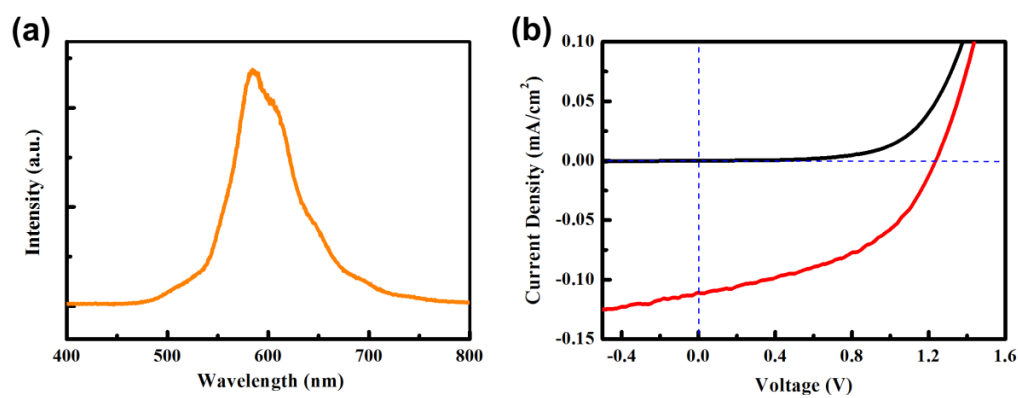 (a)
Intensity (a.u.)
400 500 600 700 800
Wavelength (nm)
(b)
Current Density (mA/cm²)
0.10
0.05
0.00
-0.05
-0.10
-0.15
-0.4 0.0 0.4 0.8 1.2 1.6
Voltage (V)